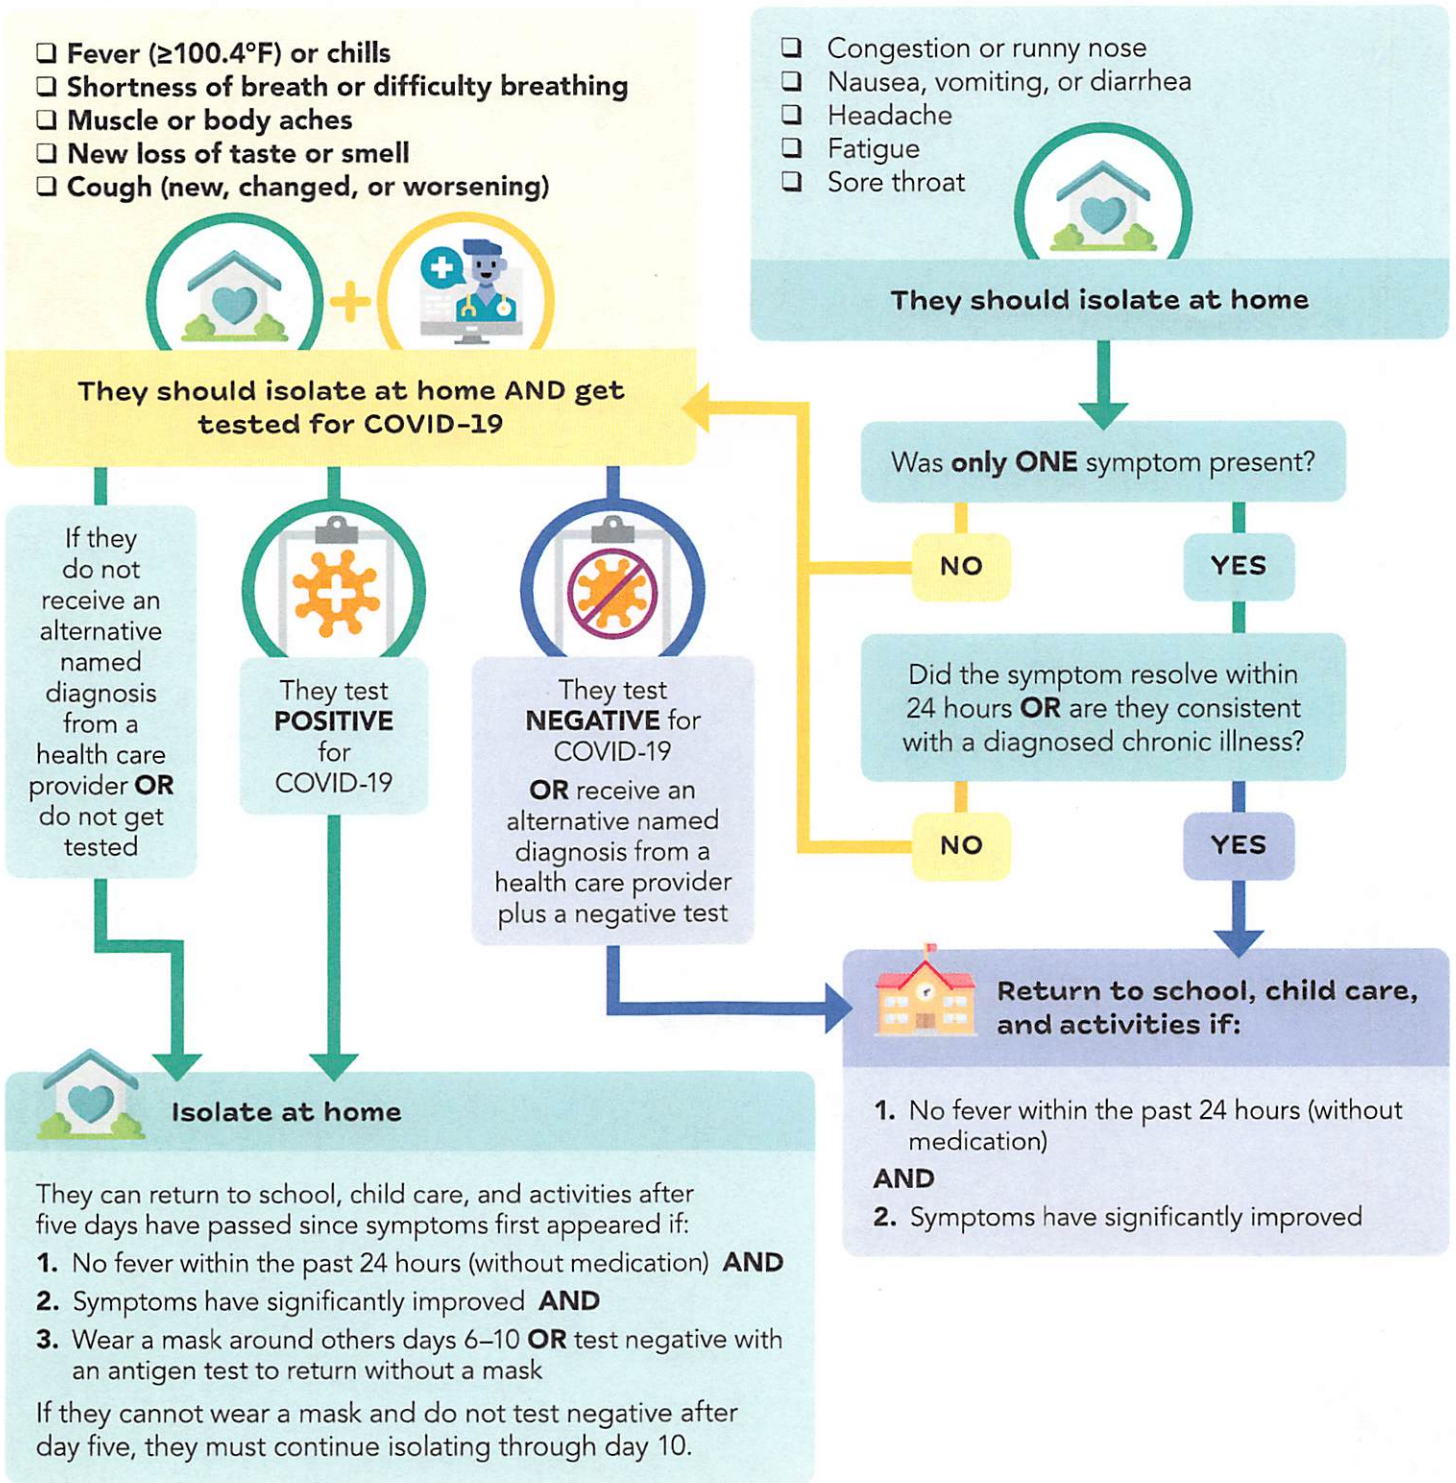 ❑ Fever (≥100.4°F) or chills
❑ Shortness of breath or difficulty breathing
❑ Muscle or body aches
❑ New loss of taste or smell
❑ Cough (new, changed, or worsening)
They should isolate at home AND get
tested for COVID-19
❑ Congestion or runny nose
❑ Nausea, vomiting, or diarrhea
❑ Headache
❑ Fatigue
❑ Sore throat
They should isolate at home
Was only ONE symptom present?
NO
YES
Did the symptom resolve within
24 hours OR are they consistent
with a diagnosed chronic illness?
NO
YES
If they
do not
receive an
alternative
named
diagnosis
from a
health care
provider OR
do not get
tested
They test
POSITIVE
for
COVID-19
They test
NEGATIVE for
COVID-19
OR receive an
alternative named
diagnosis from a
health care provider
plus a negative test
Isolate at home
They can return to school, child care, and activities after
five days have passed since symptoms first appeared if:
1. No fever within the past 24 hours (without medication) AND
2. Symptoms have significantly improved AND
3. Wear a mask around others days 6–10 OR test negative with
an antigen test to return without a mask
If they cannot wear a mask and do not test negative after
day five, they must continue isolating through day 10.
Return to school, child care,
and activities if:
1. No fever within the past 24 hours (without
medication)
AND
2. Symptoms have significantly improved